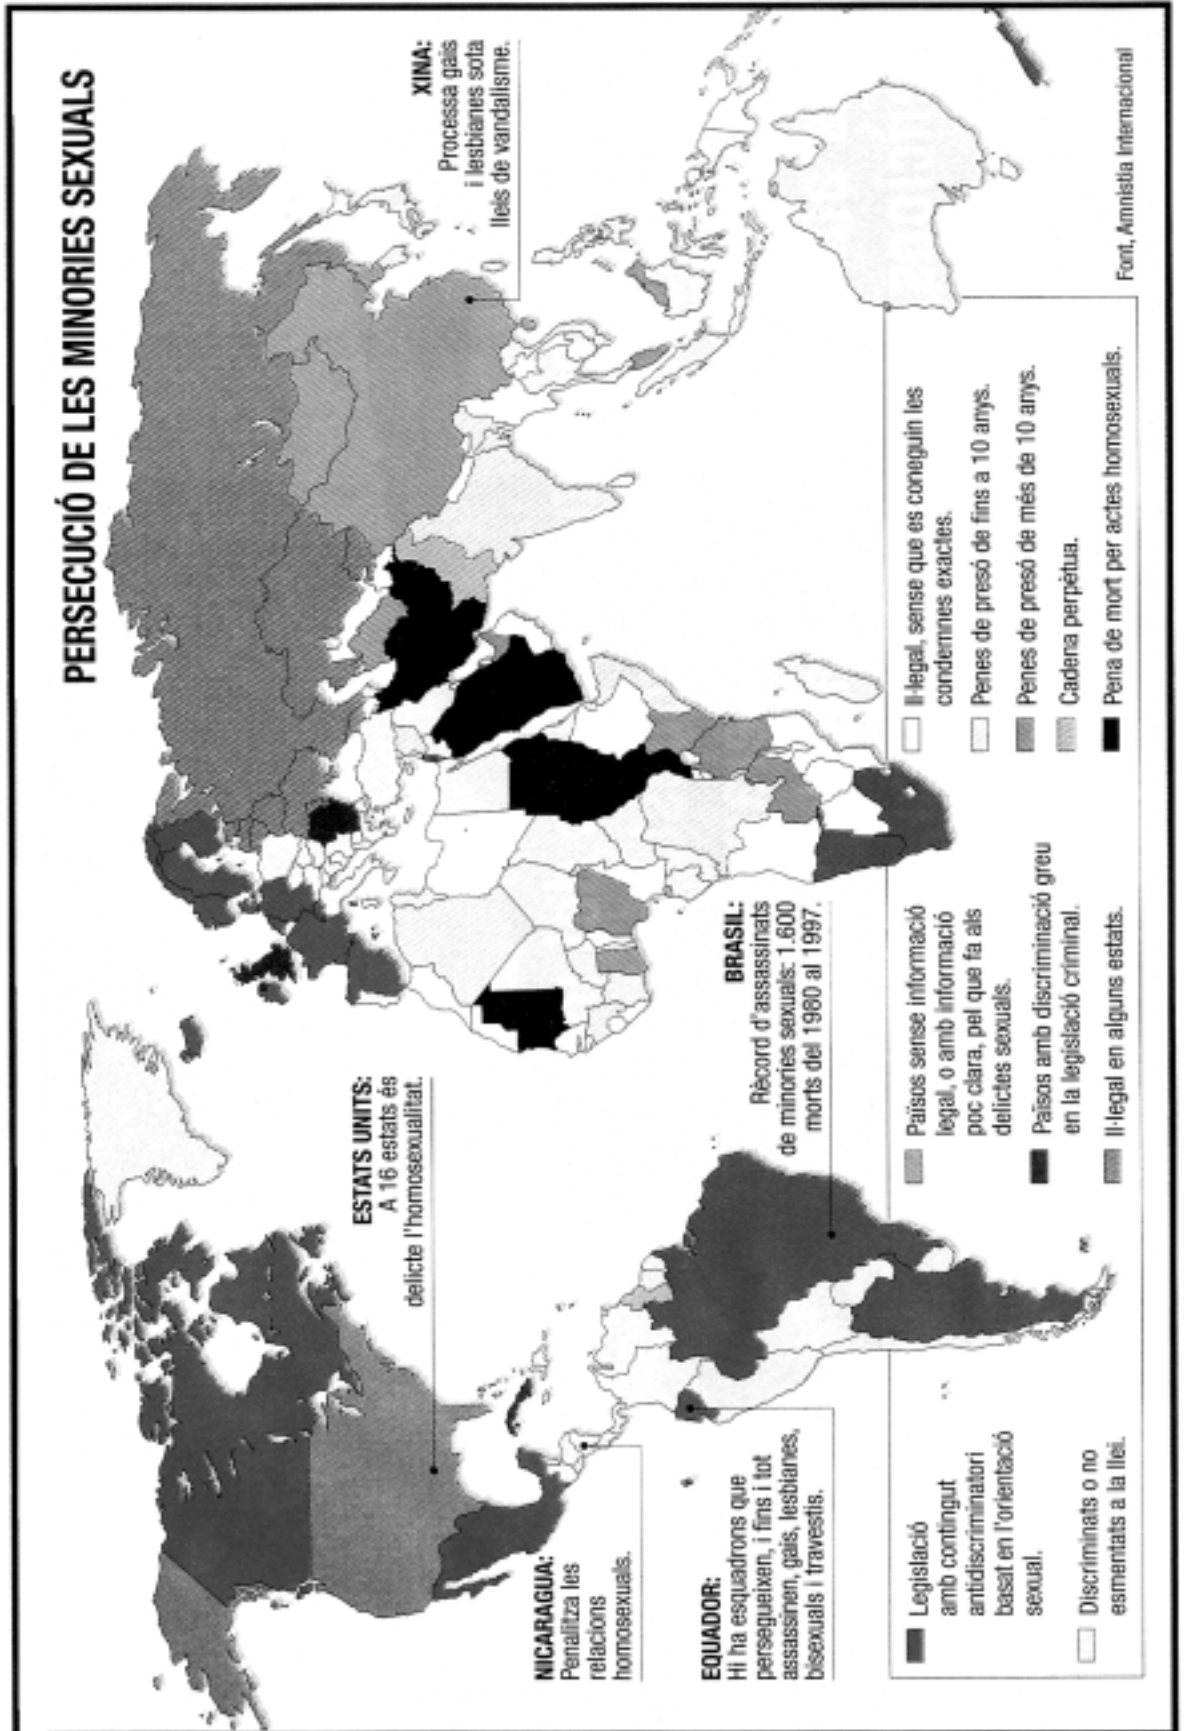 PERSECUCIÓ DE LES MINORIES SEXUALS
XINA:
Processa gais
i lesbianes sota
lleis de vandalisme.
ESTATS UNITS:
A 16 estats és
delicte l'homosexualitat.
NICARAGUA:
Penalitza les
relacions
homosexuals.
EQUADOR:
Hi ha esquadrons que
persegueixen, i fins i tot
assassinen, gais, lesbianes,
bisexuals i travestis.
BRASIL:
Rècord d'assassinats
de minories sexuals: 1.600
morts del 1980 al 1997.
Legislació
amb contingut
antidiscriminatori
basat en l'orientació
sexual.
Discriminats o no
esmentats a la llei.
Països sense informació
legal, o amb informació
poc clara, pel que fa als
delictes sexuals.
Països amb discriminació greu
en la legislació criminal.
Il·legal en alguns estats.
Il·legal, sense que es coneguin les
condemnes exactes.
Penes de presó de fins a 10 anys.
Penes de presó de més de 10 anys.
Cadena perpètua.
Pena de mort per actes homosexuals.
Font, Amnistia Internacional